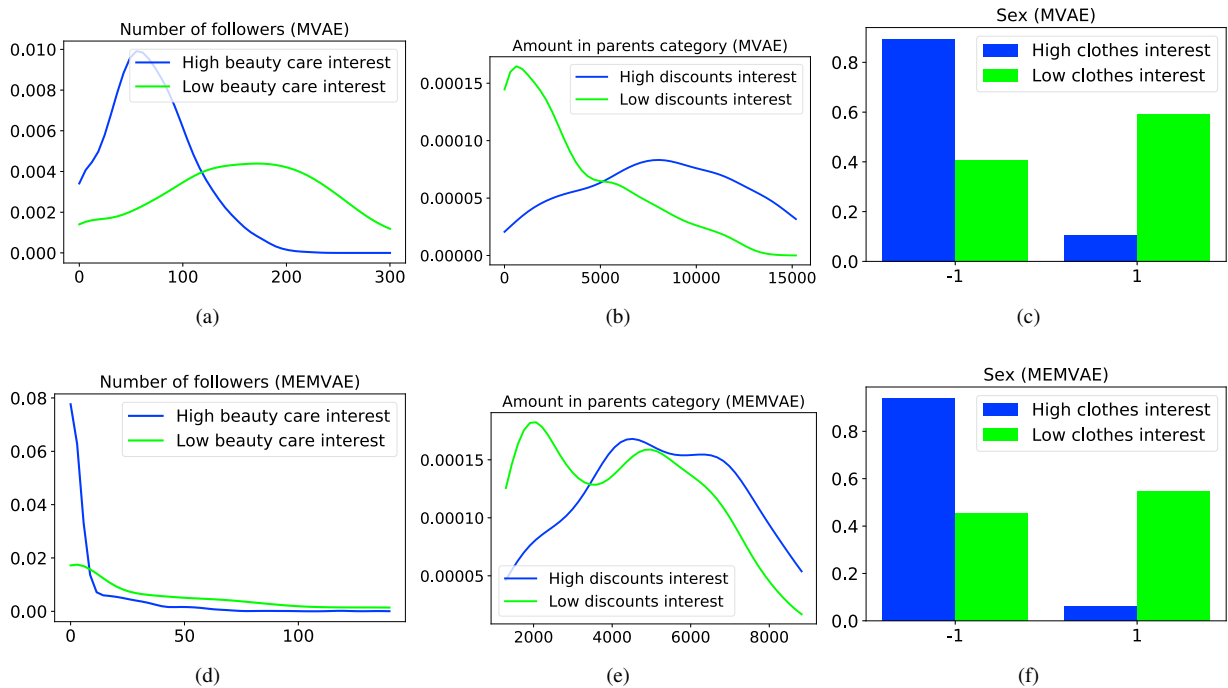 Number of followers (MVAE)
0.010
0.008
0.006
0.004
0.002
0.000
High beauty care interest
Low beauty care interest
0
100
200
300
(a)
Amount in parents category (MVAE)
0.00015
0.00010
0.00005
0.00000
High discounts interest
Low discounts interest
0
5000
10000
15000
(b)
Sex (MVAE)
0.8
0.6
0.4
0.2
0.0
High clothes interest
Low clothes interest
-1
1
(c)
Number of followers (MEMVAE)
0.08
0.06
0.04
0.02
0.00
High beauty care interest
Low beauty care interest
0
50
100
(d)
Amount in parents category (MEMVAE)
0.00015
0.00010
0.00005
High discounts interest
Low discounts interest
2000
4000
6000
8000
(e)
Sex (MEMVAE)
0.8
0.6
0.4
0.2
0.0
High clothes interest
Low clothes interest
-1
1
(f)